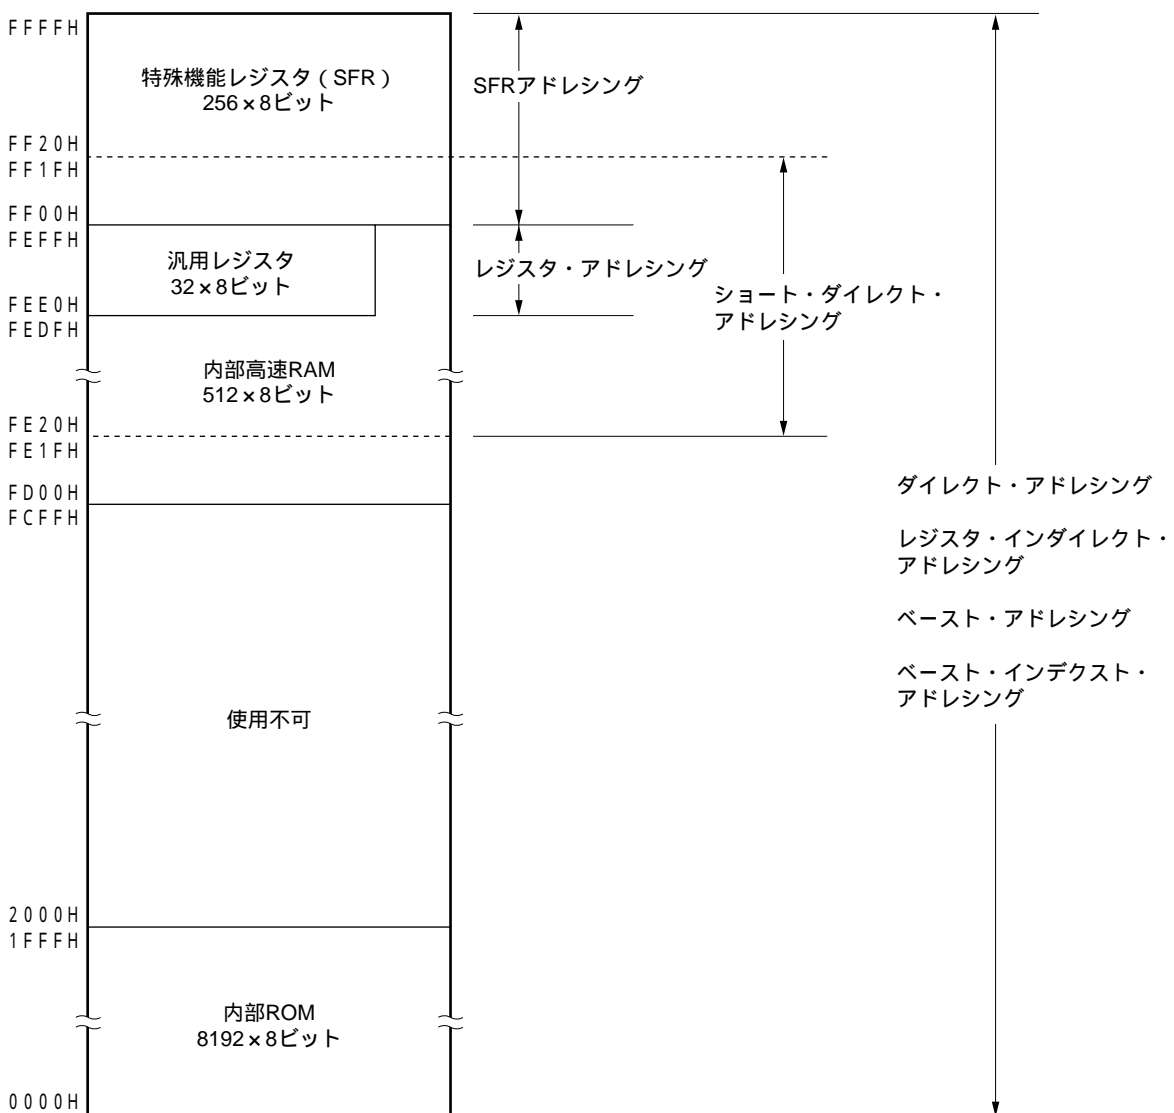 FFFFH
特殊機能レジスタ（SFR）
256×8ビット
SFRアドレシング
FF20H
FF1FH
FF00H
FEFFH
汎用レジスタ
32×8ビット
レジスタ・アドレシング
ショート・ダイレクト・
アドレシング
FEE0H
FEDFH
内部高速RAM
512×8ビット
FE20H
FE1FH
FD00H
FCFFH
ダイレクト・アドレシング
レジスタ・インダイレクト・
アドレシング
ベースト・アドレシング
ベースト・インデクスト・
アドレシング
使用不可
2000H
1FFFH
内部ROM
8192×8ビット
0000H